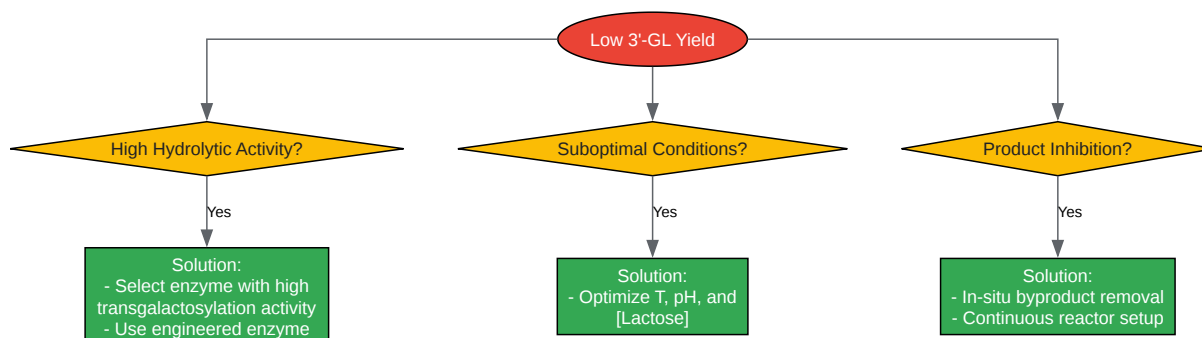 Low 3'-GL Yield
High Hydrolytic Activity?
Suboptimal Conditions?
Product Inhibition?
Yes
Yes
Yes
Solution:
- Select enzyme with high
transgalactosylation activity
- Use engineered enzyme
Solution:
- Optimize T, pH, and
[Lactose]
Solution:
- In-situ byproduct removal
- Continuous reactor setup